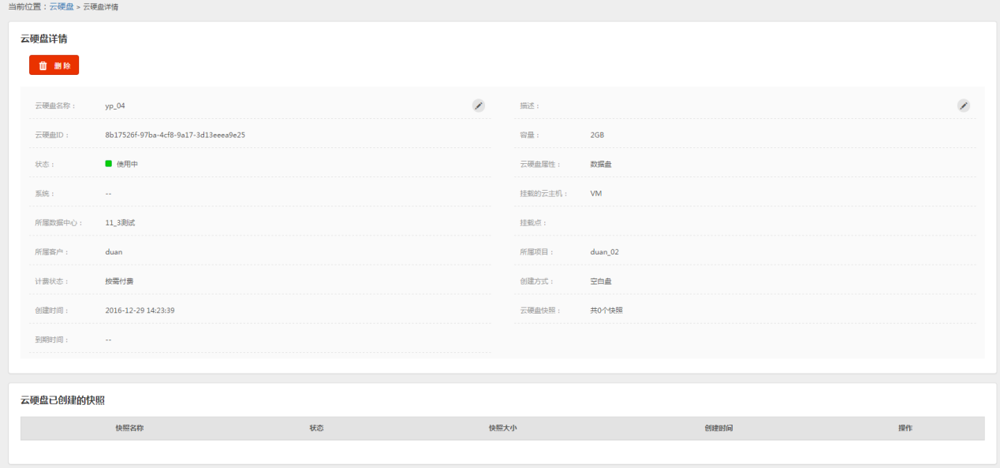 当前位置：云硬盘 > 云硬盘详情
云硬盘详情
删 除
云硬盘名称： yp_04 描述：
云硬盘ID： 8b17526f-97ba-4cf8-9a17-3d13eeea9e25 容量： 2GB
状态： 使用中 云硬盘属性： 数据盘
系统： -- 挂载的云主机： VM
所属数据中心： 11_3测试 挂载点：
所属客户： duan 所属项目： duan_02
计费状态： 按需付费 创建方式： 空白盘
创建时间： 2016-12-29 14:23:39 云硬盘快照： 共0个快照
到期时间： --
云硬盘已创建的快照
快照名称 状态 快照大小 创建时间 操作